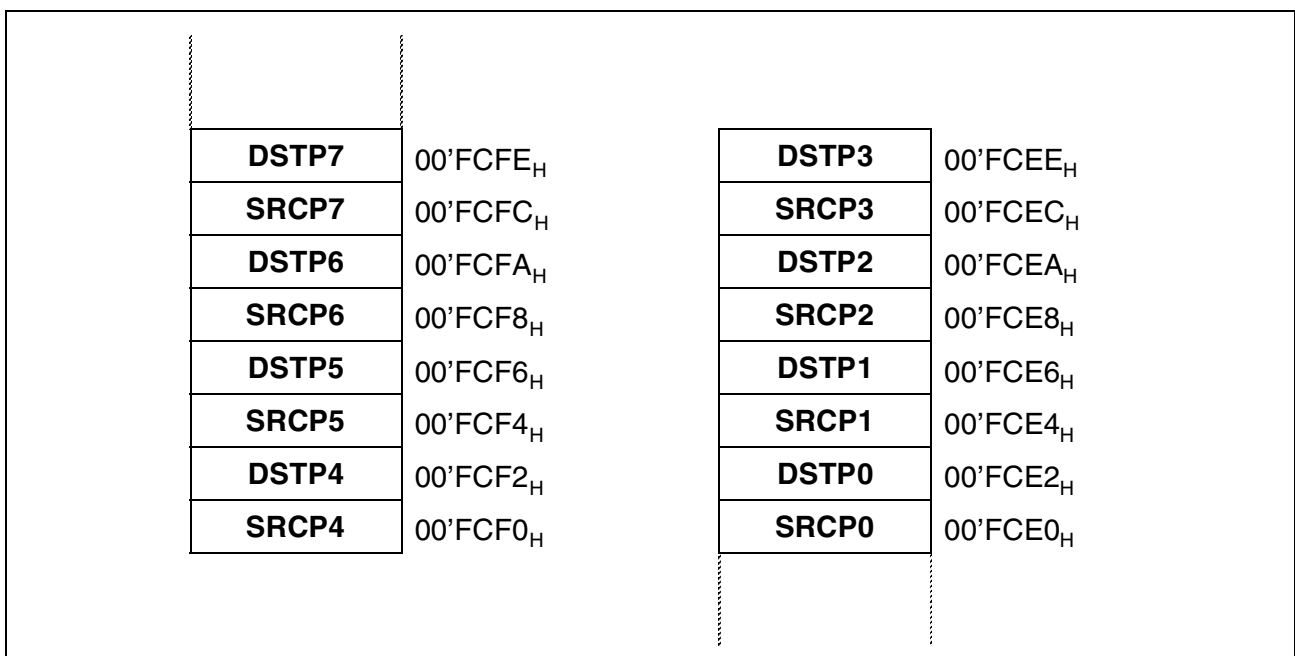 DSTP7 00'FCFEH
SRCP7 00'FCFCH
DSTP6 00'FCFAH
SRCP6 00'FCF8H
DSTP5 00'FCF6H
SRCP5 00'FCF4H
DSTP4 00'FCF2H
SRCP4 00'FCF0H
DSTP3 00'FCEEH
SRCP3 00'FCECH
DSTP2 00'FCEAH
SRCP2 00'FCE8H
DSTP1 00'FCE6H
SRCP1 00'FCE4H
DSTP0 00'FCE2H
SRCP0 00'FCE0H